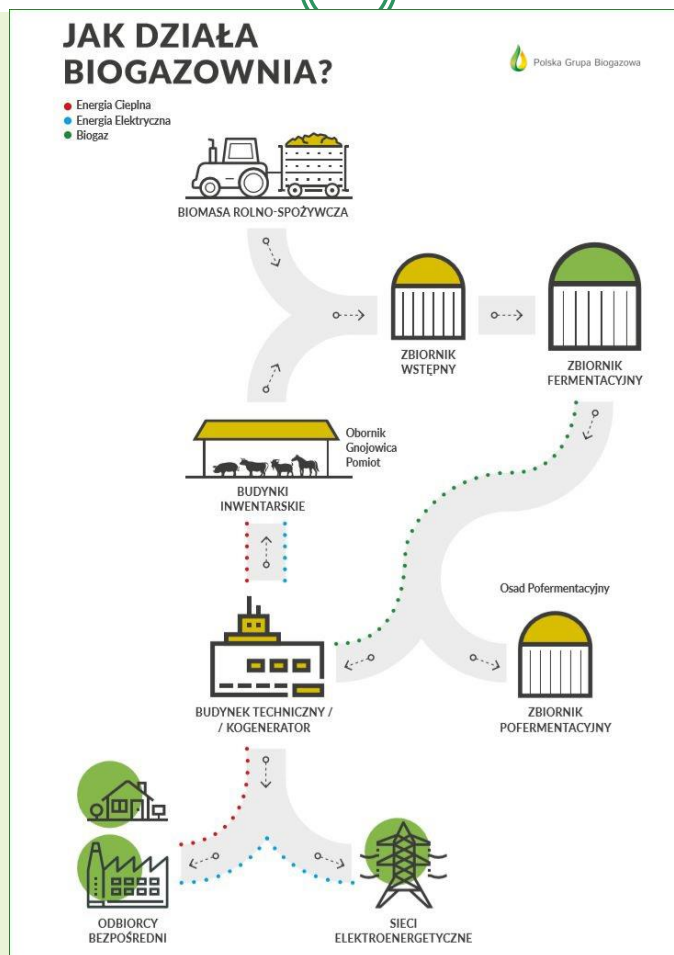 JAK DZIAŁA
BIOGAZOWNIA?
Polska Grupa Biogazowa
Energia Cieplna
Energia Elektryczna
Biogaz
BIOMASA ROLNO-SPOŻYWCZA
ZBIORNIK
WSTĘPNY
ZBIORNIK
FERMENTACYJNY
Obornik
Gnojowica
Pomiot
BUDYNKI
INWENTARSKIE
Osad Pofermentacyjny
BUDYNEK TECHNICZNY /
/ KOGENERATOR
ZBIORNIK
POFERMENTACYJNY
ODBIORCY
BEZPOŚREDNI
SIECI
ELEKTROENERGETYCZNE